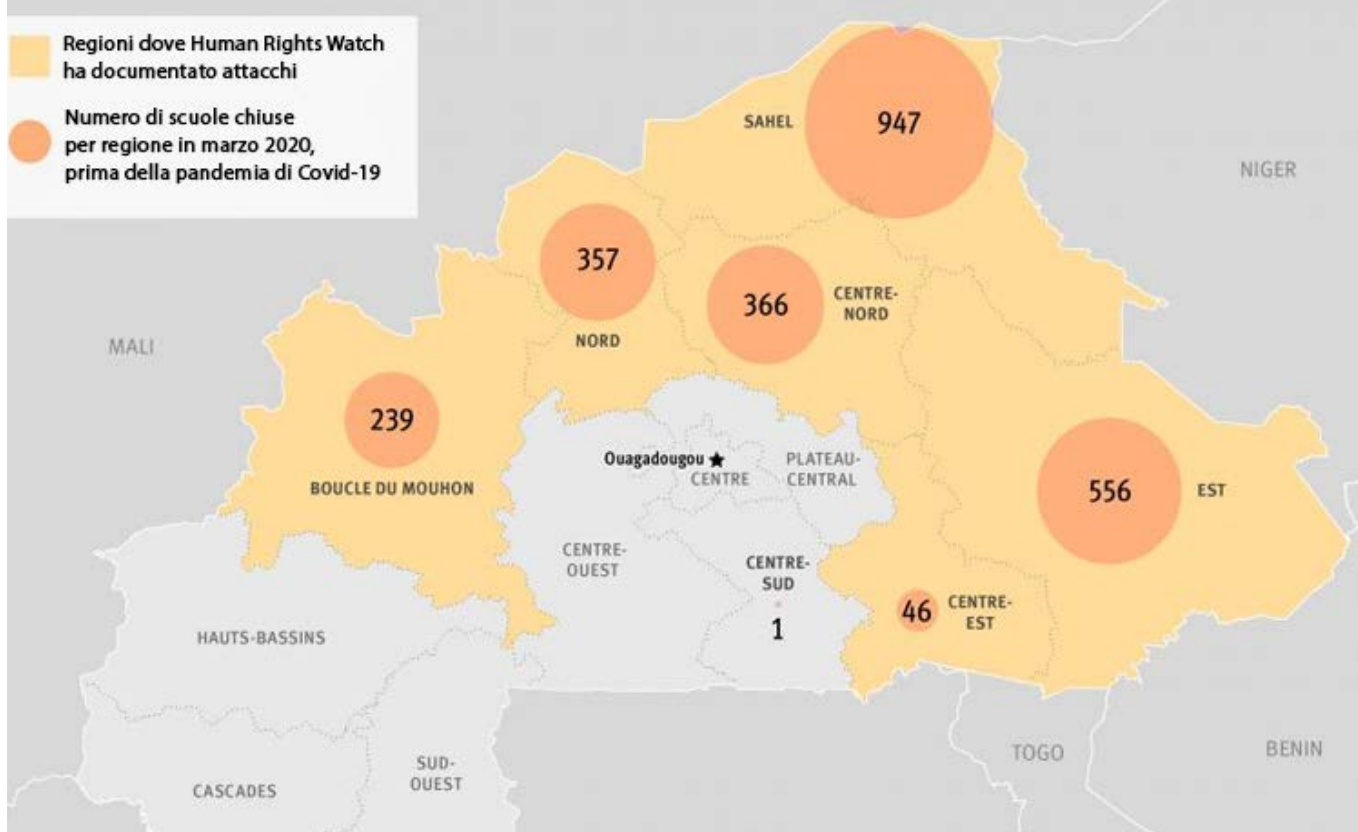 Regioni dove Human Rights Watch
ha documentato attacchi
Numero di scuole chiuse
per regione in marzo 2020,
prima della pandemia di Covid-19
SAHEL
947
NIGER
357
NORD
366
CENTRE-
NORD
MALI
239
BOUCLE DU MOUHON
Ouagadougou
CENTRE
PLATEAU-
CENTRAL
556
EST
CENTRE-
OUEST
CENTRE-
SUD
1
46
CENTRE-
EST
HAUTS-BASSINS
CASCADES
SUD-
OUEST
TOGO
BENIN